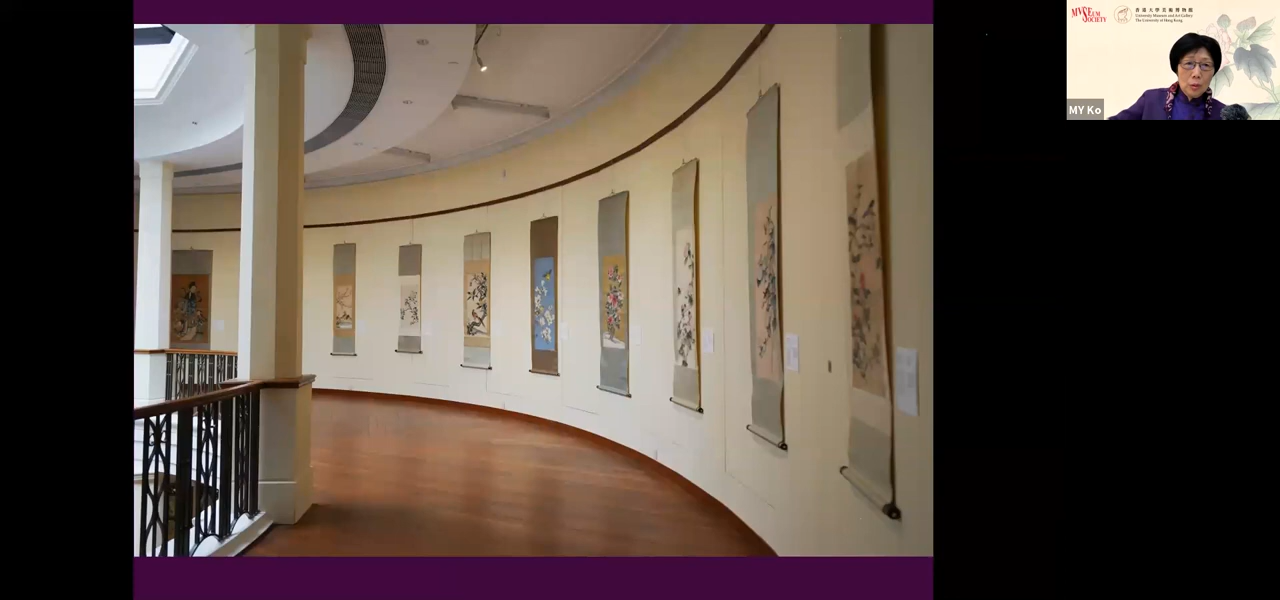 MUSEUM
SOCIETY
香港大學美術博物館
University Museum and Art Gallery
The University of Hong Kong
MY Ko